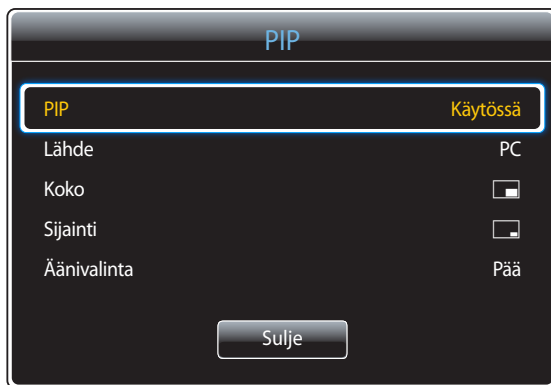 PIP
PIP Käytössä
Lähde PC
Koko
Sijainti
Äänivalinta Pää
Sulje